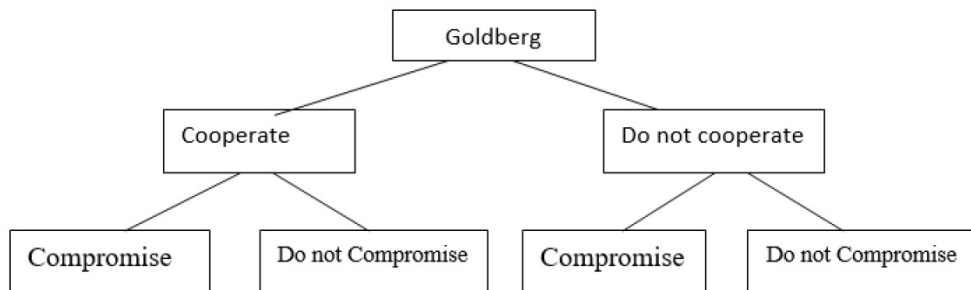 Goldberg
Cooperate
Do not cooperate
Compromise
Do not Compromise
Compromise
Do not Compromise